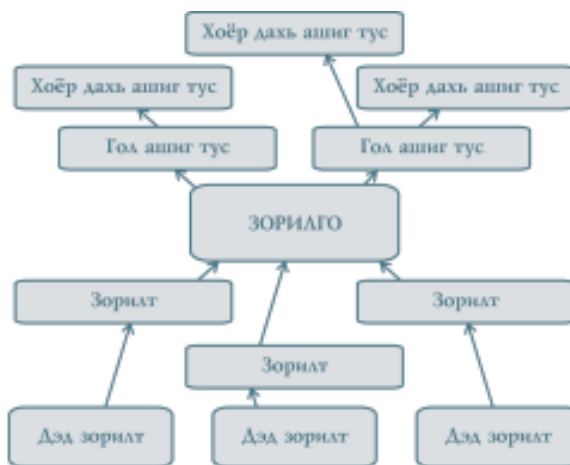 Хоёр дахь ашиг тус
Хоёр дахь ашиг тус
Хоёр дахь ашиг тус
Гол ашиг тус
Гол ашиг тус
ЗОРИЛГО
Зорилт
Зорилт
Зорилт
Дэд зорилт
Дэд зорилт
Дэд зорилт